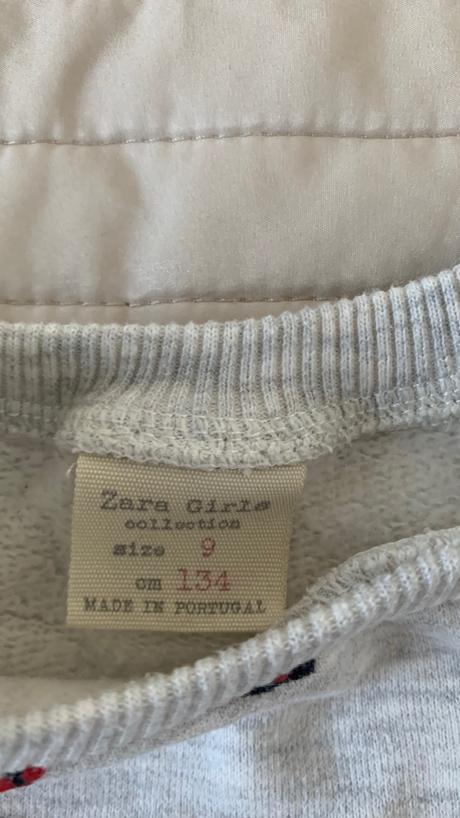 Zara Girls
collection
size 9
cm 134
MADE IN PORTUGAL